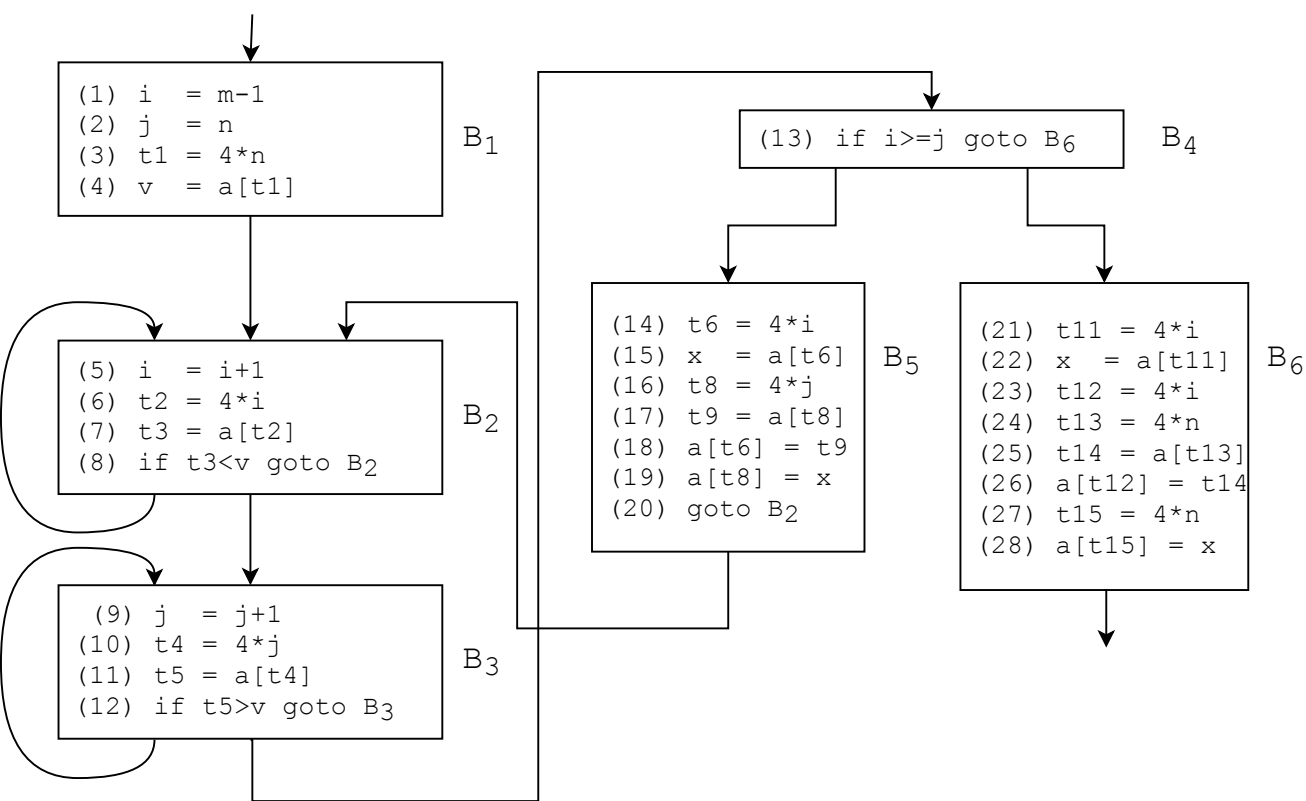 (1) i  = m-1
(2) j  = n
(3) t1 = 4*n
(4) v  = a[t1]
B1
(5) i  = i+1
(6) t2 = 4*i
(7) t3 = a[t2]
(8) if t3<v goto B2
B2
(9) j  = j+1
(10) t4 = 4*j
(11) t5 = a[t4]
(12) if t5>v goto B3
B3
(13) if i>=j goto B6
B4
(14) t6 = 4*i
(15) x  = a[t6]
(16) t8 = 4*j
(17) t9 = a[t8]
(18) a[t6] = t9
(19) a[t8] = x
(20) goto B2
B5
(21) t11 = 4*i
(22) x  = a[t11]
(23) t12 = 4*i
(24) t13 = 4*n
(25) t14 = a[t13]
(26) a[t12] = t14
(27) t15 = 4*n
(28) a[t15] = x
B6